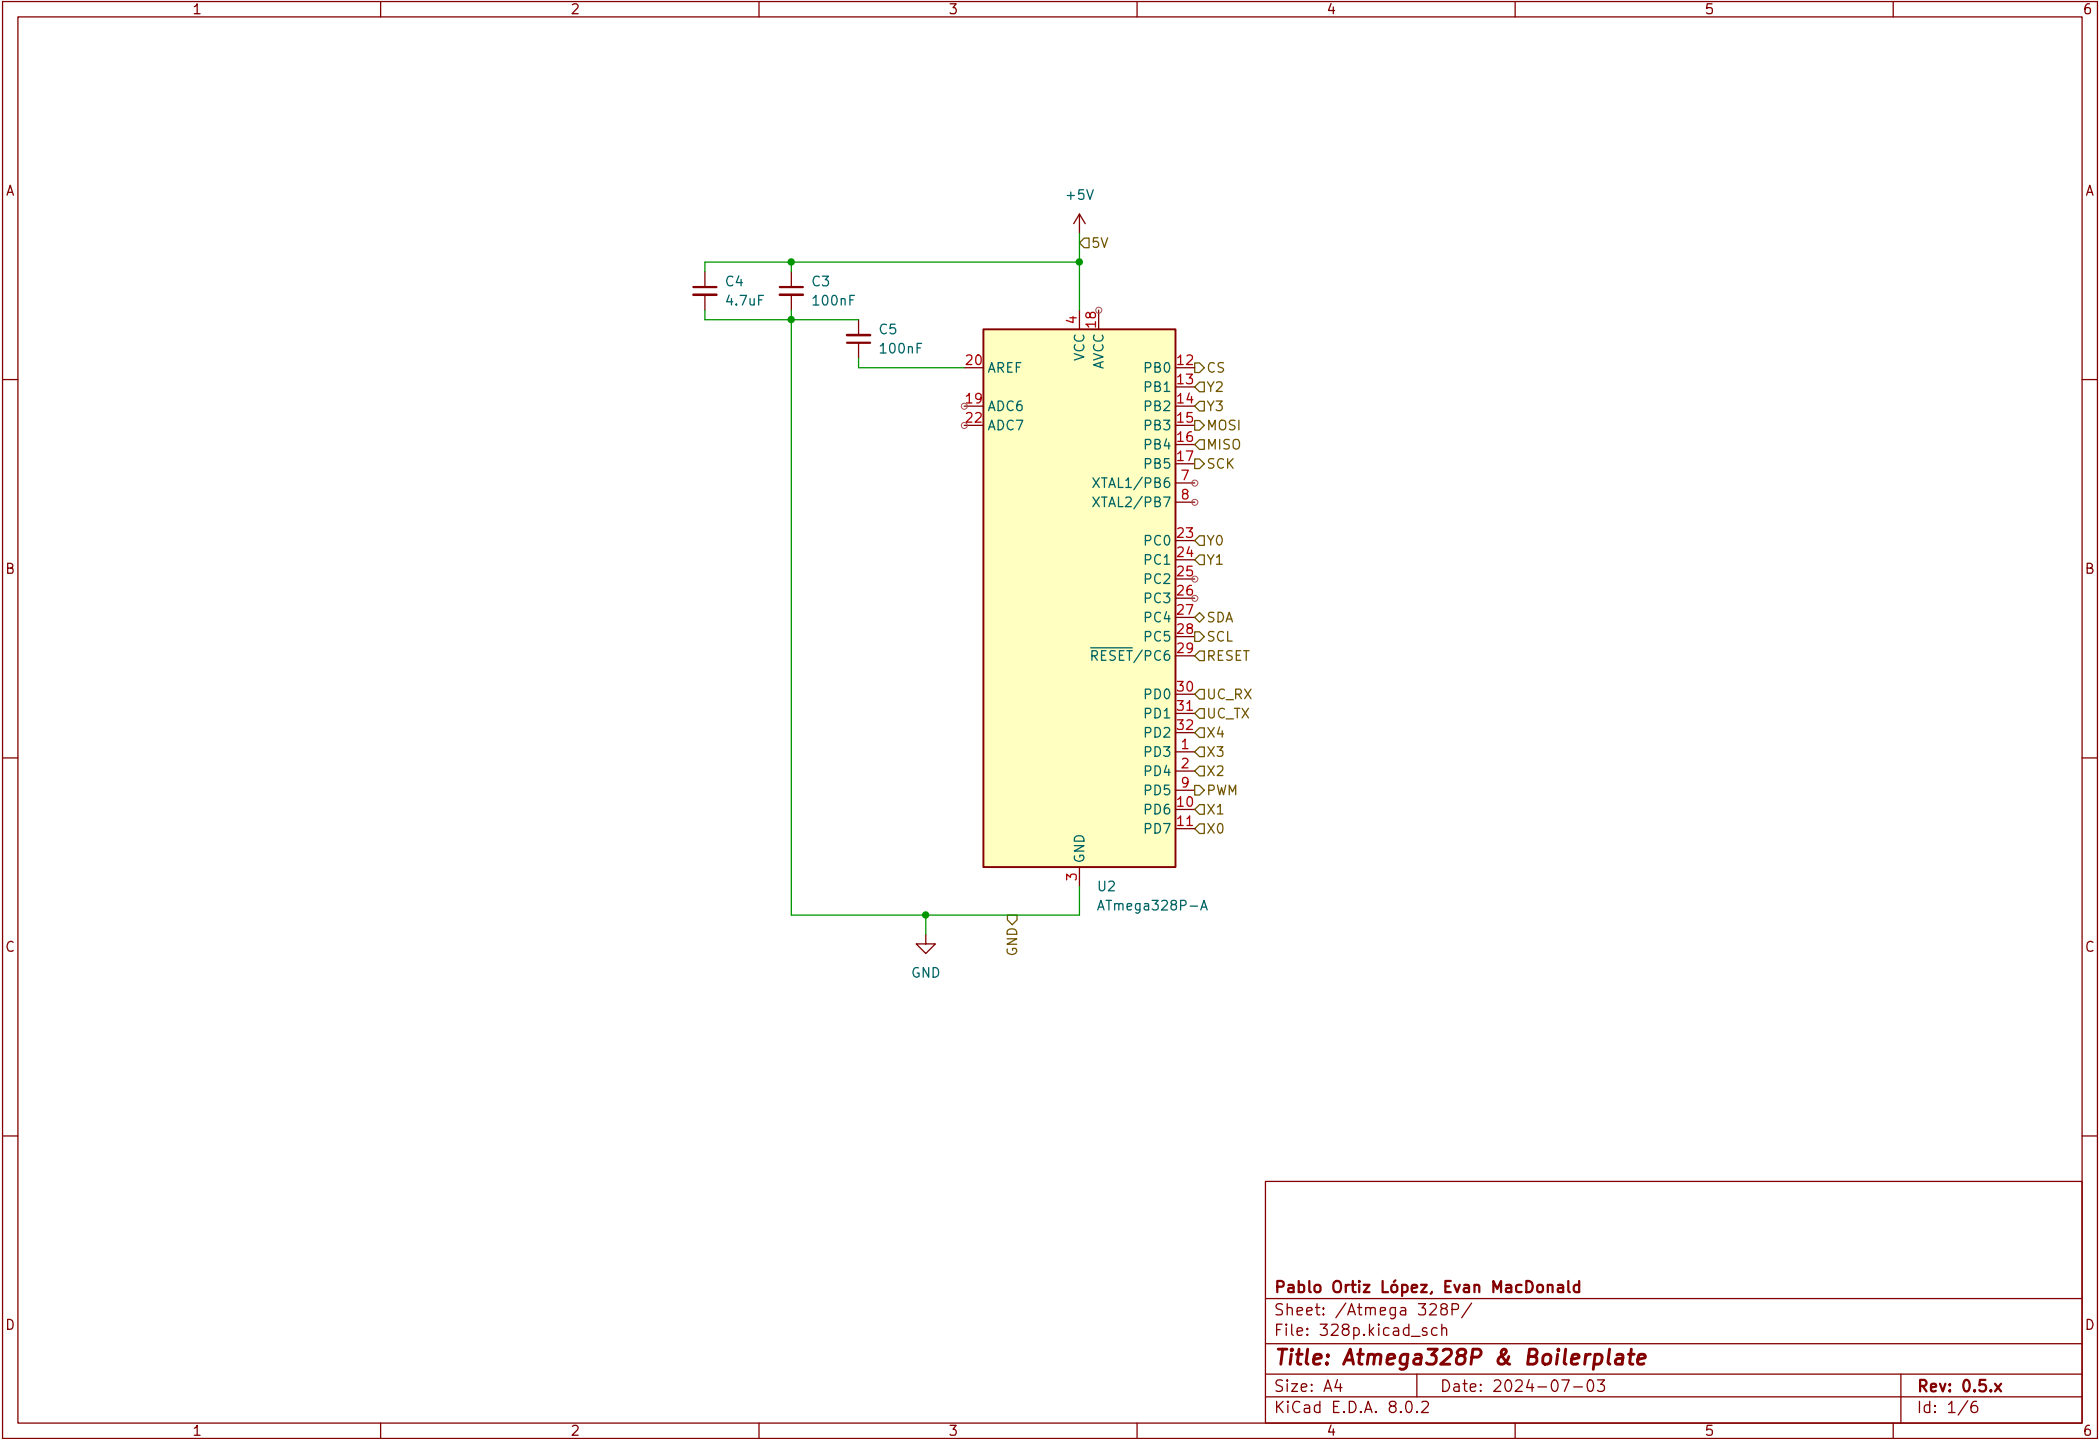 1 2 3 4 5 6
A A
+5V
5V
C4
4.7uF
C3
100nF
C5
100nF
4
18
VCC
AVCC
20 AREF
19 ADC6
22 ADC7
PB0 12 CS
PB1 13 Y2
PB2 14 Y3
PB3 15 MOSI
PB4 16 MISO
PB5 17 SCK
XTAL1/PB6 7
XTAL2/PB7 8
B B
PC0 23 Y0
PC1 24 Y1
PC2 25
PC3 26
PC4 27 SDA
PC5 28 SCL
RESET/PC6 29 RESET
PD0 30 UC_RX
PD1 31 UC_TX
PD2 32 X4
PD3 1 X3
PD4 2 X2
PD5 9 PWM
PD6 10 X1
PD7 11 X0
GND
3
U2
ATmega328P-A
GND
GND
C C
D D
Pablo Ortiz López, Evan MacDonald
Sheet: /Atmega 328P/
File: 328p.kicad_sch
Title: Atmega328P & Boilerplate
Size: A4 Date: 2024-07-03 Rev: 0.5.x
KiCad E.D.A. 8.0.2 Id: 1/6
1 2 3 4 5 6